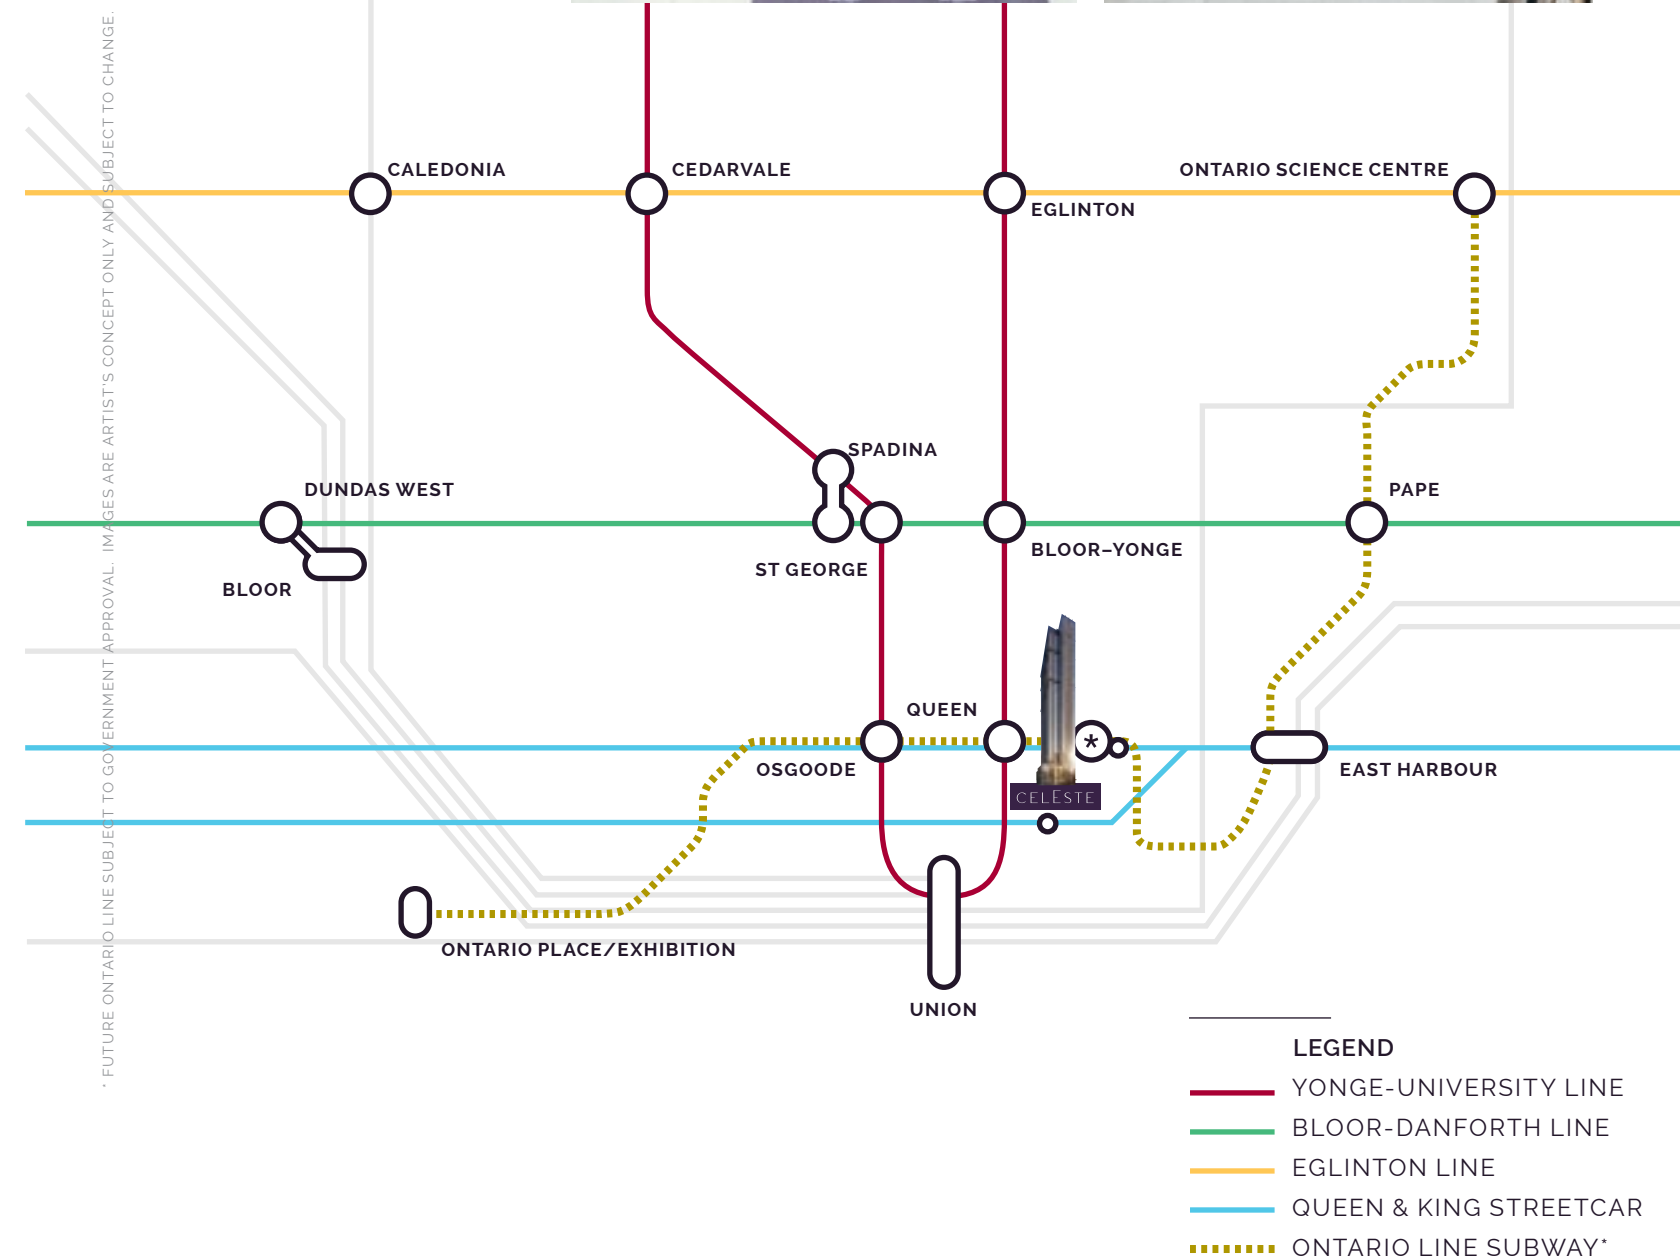 * FUTURE ONTARIO LINE SUBJECT TO GOVERNMENT APPROVAL. IMAGES ARE ARTIST'S CONCEPT ONLY AND SUBJECT TO CHANGE.
CALEDONIA
CEDARVALE
ONTARIO SCIENCE CENTRE
EGLINTON
SPADINA
DUNDAS WEST
PAPE
BLOOR–YONGE
ST GEORGE
BLOOR
QUEEN
*
OSGOODE
EAST HARBOUR
CELESTE
ONTARIO PLACE/EXHIBITION
UNION
LEGEND
YONGE-UNIVERSITY LINE
BLOOR-DANFORTH LINE
EGLINTON LINE
QUEEN & KING STREETCAR
ONTARIO LINE SUBWAY*